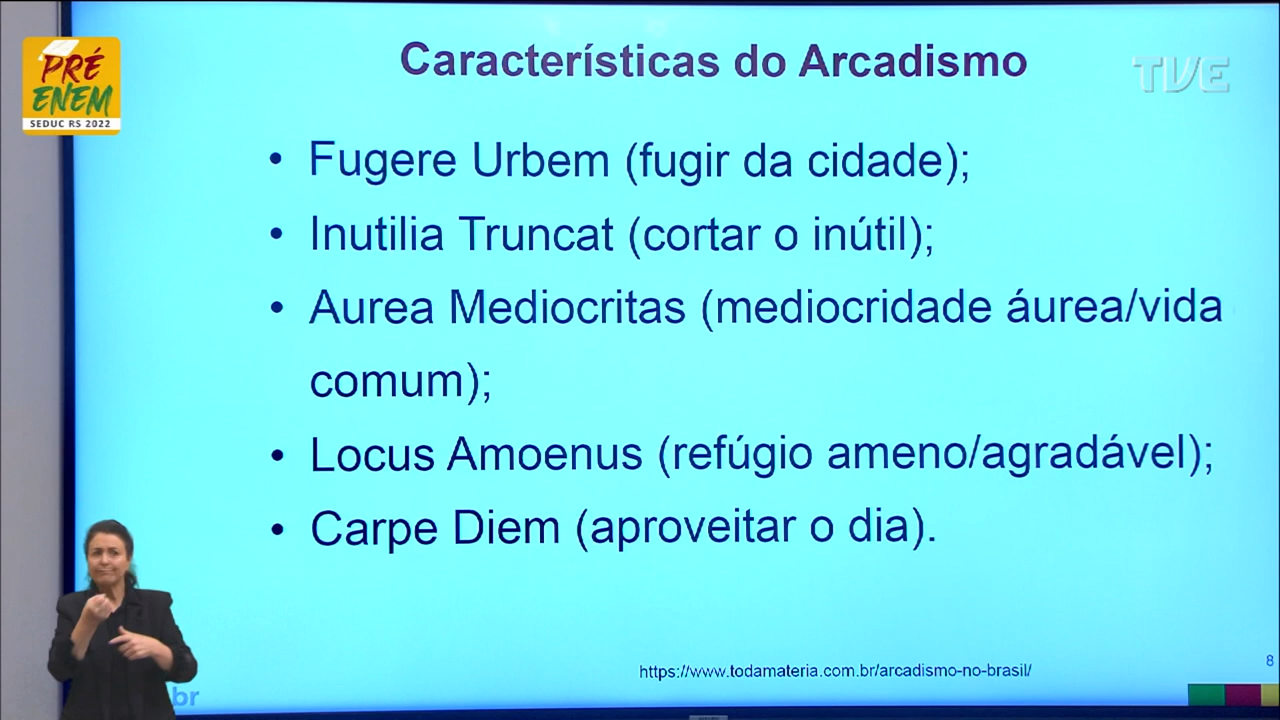 PRÉ
ENEM
SEDUC RS 2022
Características do Arcadismo
TVE
• Fugere Urbem (fugir da cidade);
• Inutilia Truncat (cortar o inútil);
• Aurea Mediocritas (mediocridade áurea/vida
comum);
• Locus Amoenus (refúgio ameno/agradável);
• Carpe Diem (aproveitar o dia).
https://www.todamateria.com.br/arcadismo-no-brasil/
8
br